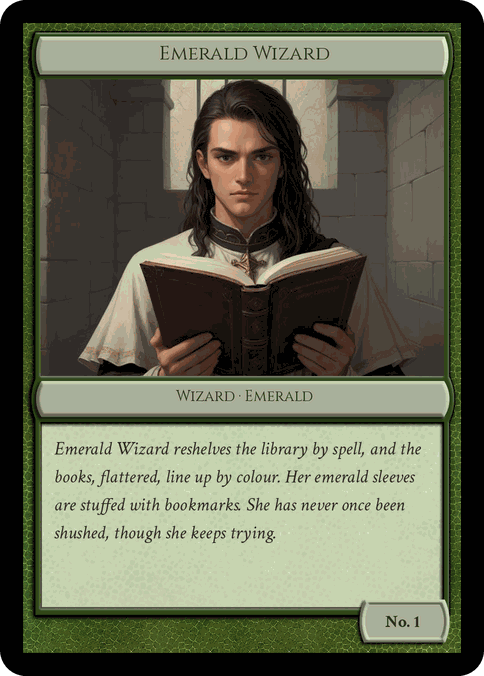 Emerald Wizard
Wizard · Emerald
Emerald Wizard reshelves the library by spell, and the
books, flattered, line up by colour. Her emerald sleeves
are stuffed with bookmarks. She has never once been
shushed, though she keeps trying.
No. 1